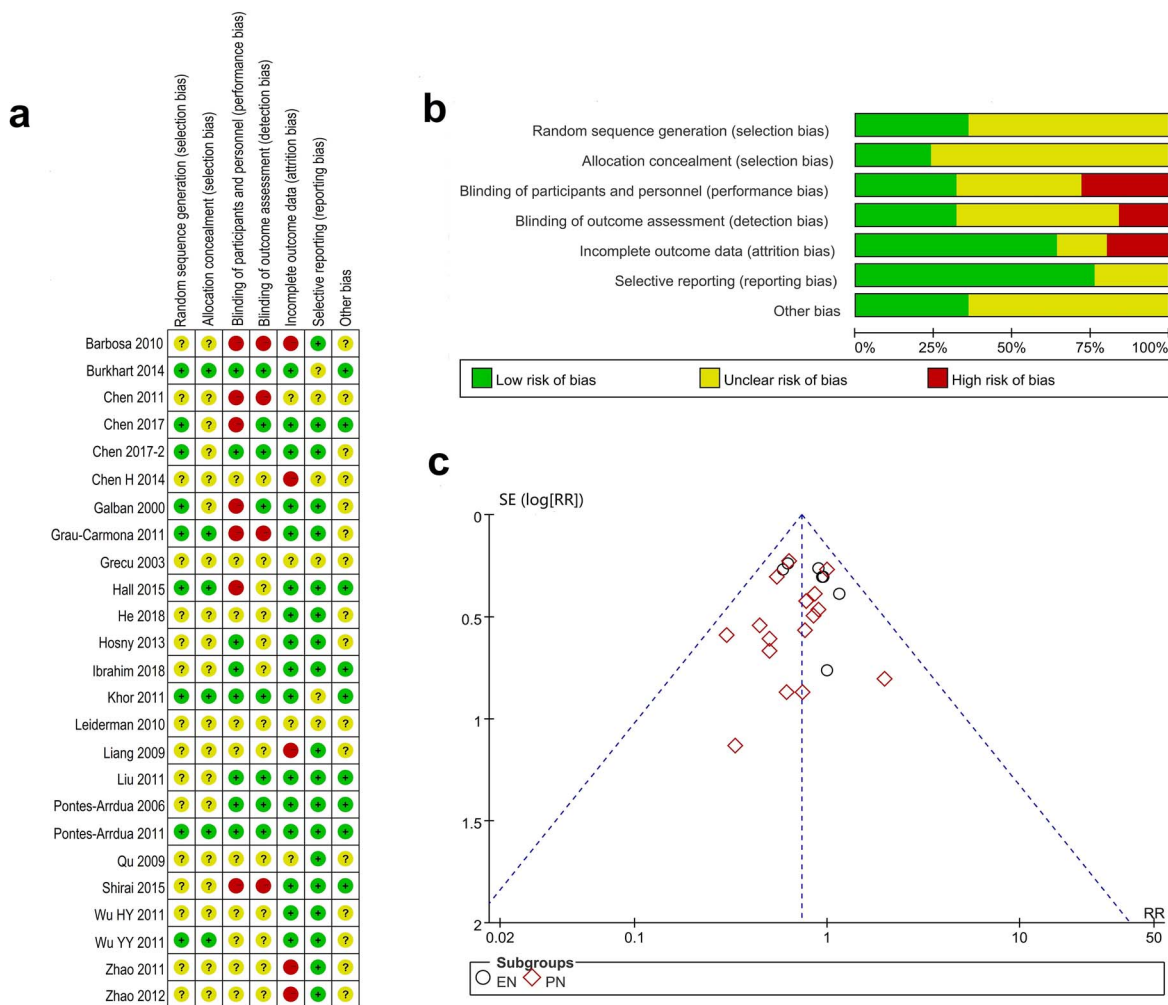 a
Random sequence generation (selection bias)
Allocation concealment (selection bias)
Blinding of participants and personnel (performance bias)
Blinding of outcome assessment (detection bias)
Incomplete outcome data (attrition bias)
Selective reporting (reporting bias)
Other bias
Barbosa 2010 ? ? + ?
Burkhart 2014 + + + + + ? +
Chen 2011 ? ? ? ? ?
Chen 2017 + ? + + + +
Chen 2017-2 + ? + + + + ?
Chen H 2014 ? ? ? ? ? ?
Galban 2000 + ? + + + ?
Grau-Carmona 2011 + + + + ?
Grecu 2003 ? ? ? ? ? ? ?
Hall 2015 + + ? + + +
He 2018 ? ? ? ? + + ?
Hosny 2013 ? ? + ? + + ?
Ibrahim 2018 ? ? + ? + + +
Khor 2011 + + + + + ? +
Leiderman 2010 ? ? ? ? ? ? ?
Liang 2009 ? ? ? ? + ?
Liu 2011 ? ? + + + + +
Pontes-Arrdua 2006 ? ? + + + + +
Pontes-Arrdua 2011 + + + + + + +
Qu 2009 ? ? ? ? ? + ?
Shirai 2015 ? ? + + +
Wu HY 2011 ? ? ? ? + + ?
Wu YY 2011 + + ? ? + + ?
Zhao 2011 ? ? ? ? + ?
Zhao 2012 ? ? ? ? + ?
b
Random sequence generation (selection bias)
Allocation concealment (selection bias)
Blinding of participants and personnel (performance bias)
Blinding of outcome assessment (detection bias)
Incomplete outcome data (attrition bias)
Selective reporting (reporting bias)
Other bias
0% 25% 50% 75% 100%
Low risk of bias Unclear risk of bias High risk of bias
c
SE (log[RR])
0
0.5
1
1.5
2
RR
0.02 0.1 1 10 50
Subgroups
EN PN